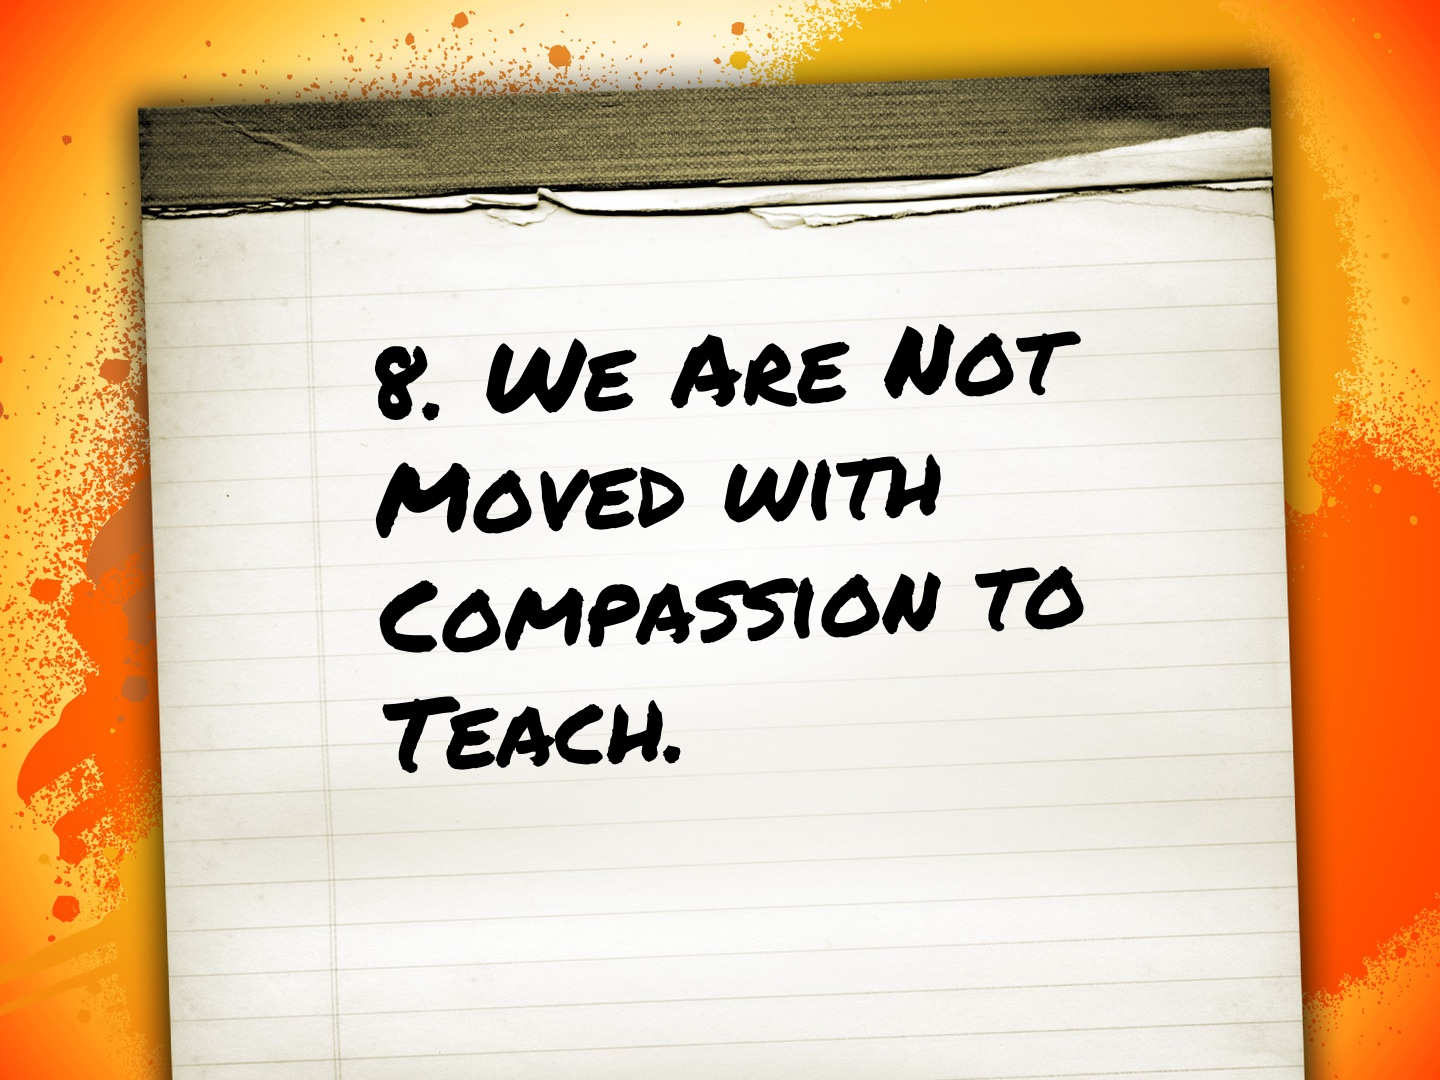 8. We Are Not
Moved with
Compassion to
Teach.